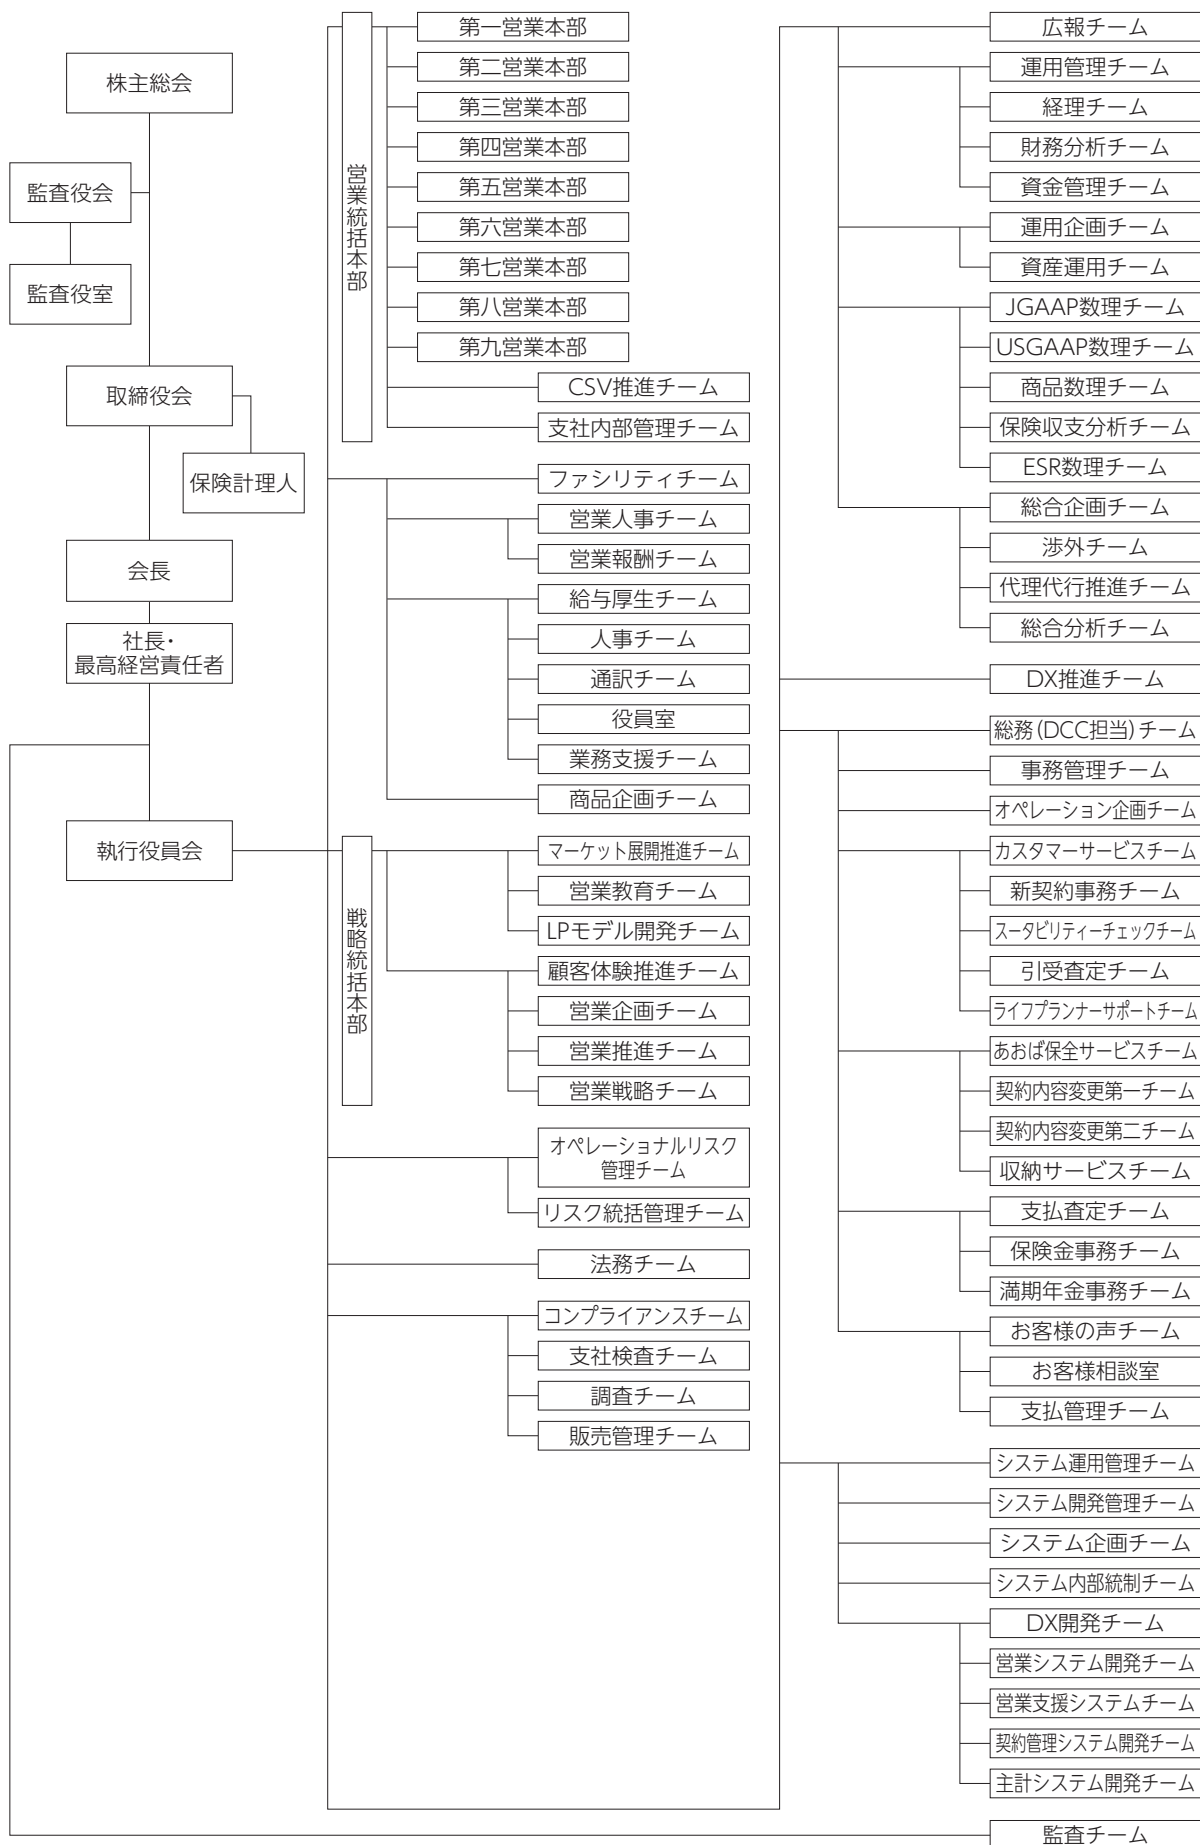 株主総会
監査役会
監査役室
取締役会
保険計理人
会長
社長・
最高経営責任者
執行役員会
営業統括本部
第一営業本部
第二営業本部
第三営業本部
第四営業本部
第五営業本部
第六営業本部
第七営業本部
第八営業本部
第九営業本部
CSV推進チーム
支社内部管理チーム
ファシリティチーム
営業人事チーム
営業報酬チーム
給与厚生チーム
人事チーム
通訳チーム
役員室
業務支援チーム
商品企画チーム
戦略統括本部
マーケット展開推進チーム
営業教育チーム
LPモデル開発チーム
顧客体験推進チーム
営業企画チーム
営業推進チーム
営業戦略チーム
オペレーショナルリスク
管理チーム
リスク統括管理チーム
法務チーム
コンプライアンスチーム
支社検査チーム
調査チーム
販売管理チーム
広報チーム
運用管理チーム
経理チーム
財務分析チーム
資金管理チーム
運用企画チーム
資産運用チーム
JGAAP数理チーム
USGAAP数理チーム
商品数理チーム
保険収支分析チーム
ESR数理チーム
総合企画チーム
渉外チーム
代理代行推進チーム
総合分析チーム
DX推進チーム
総務(DCC担当)チーム
事務管理チーム
オペレーション企画チーム
カスタマーサービスチーム
新契約事務チーム
スータビリティーチェックチーム
引受査定チーム
ライフプランナーサポートチーム
あおば保全サービスチーム
契約内容変更第一チーム
契約内容変更第二チーム
収納サービスチーム
支払査定チーム
保険金事務チーム
満期年金事務チーム
お客様の声チーム
お客様相談室
支払管理チーム
システム運用管理チーム
システム開発管理チーム
システム企画チーム
システム内部統制チーム
DX開発チーム
営業システム開発チーム
営業支援システムチーム
契約管理システム開発チーム
主計システム開発チーム
監査チーム